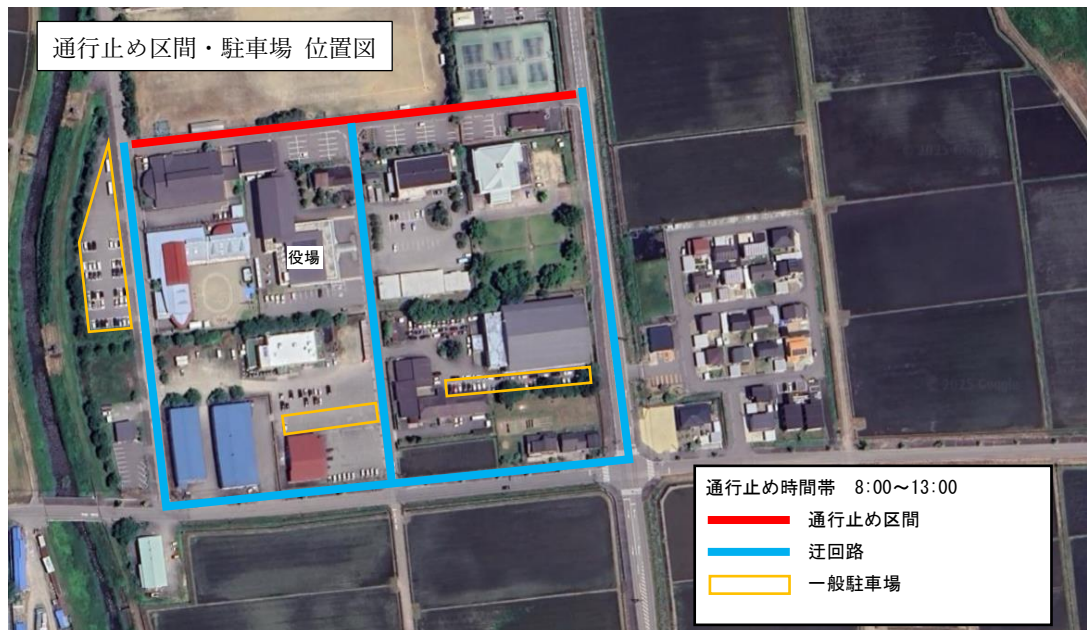 通行止め区間・駐車場 位置図
役場
通行止め時間帯 8:00～13:00
通行止め区間
迂回路
一般駐車場